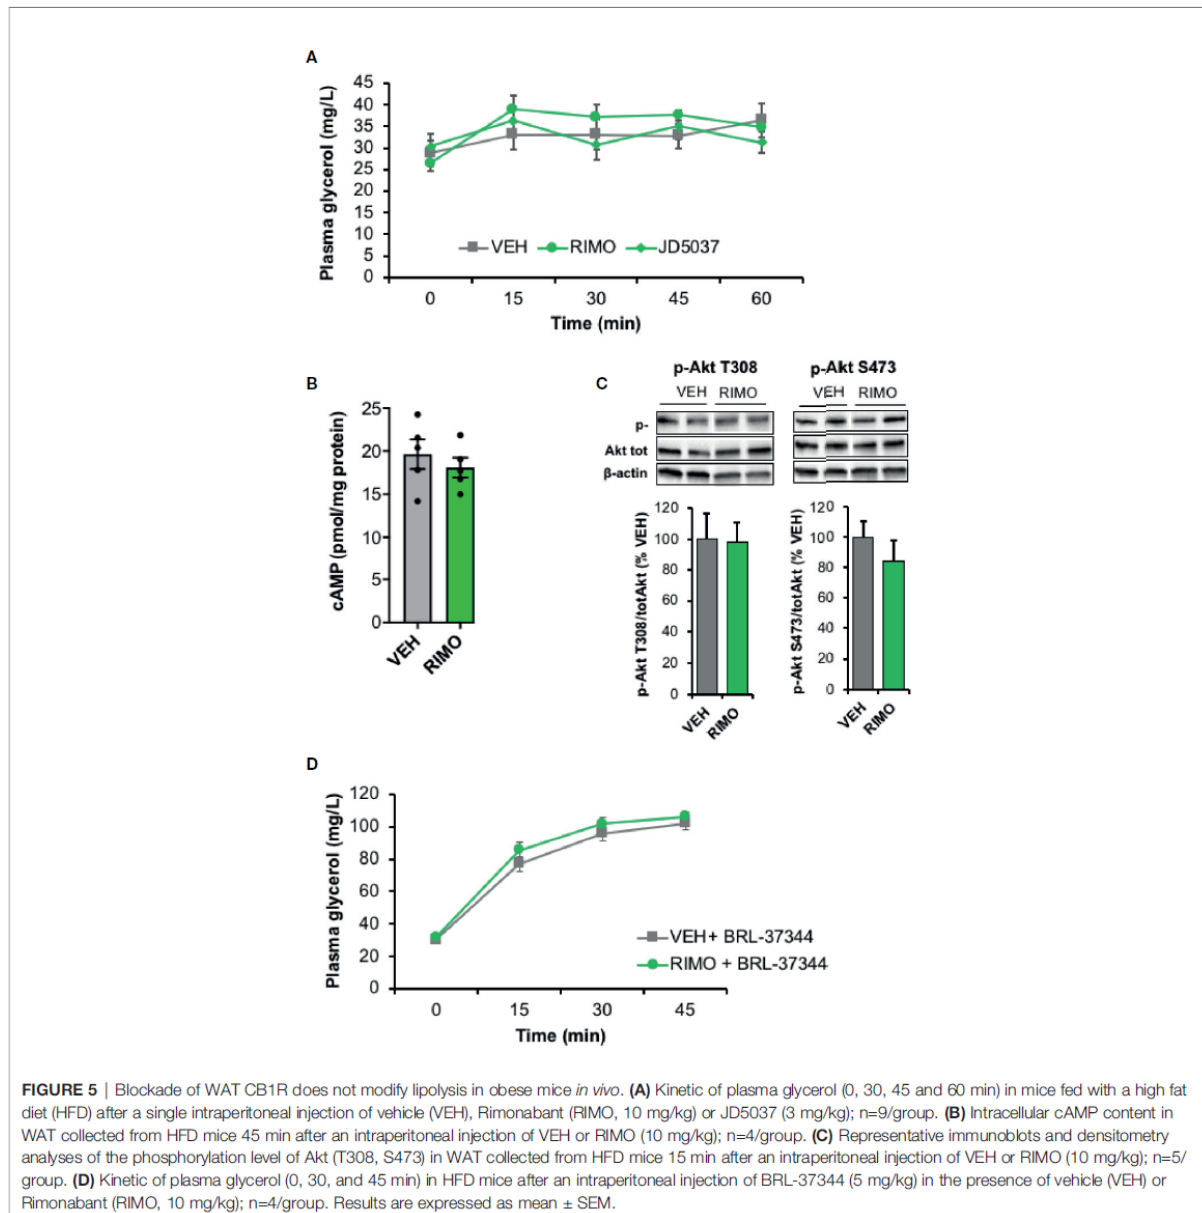 A
Plasma glycerol (mg/L)
45
40
35
30
25
20
15
10
5
0
VEH RIMO JD5037
0 15 30 45 60
Time (min)
B
cAMP (pmol/mg protein)
25
20
15
10
5
0
VEH RIMO
C
p-Akt T308 p-Akt S473
VEH RIMO VEH RIMO
p-
Akt tot
β-actin
p-Akt T308/totAkt (% VEH)
120
100
80
60
40
20
0
VEH RIMO
p-Akt S473/totAkt (% VEH)
120
100
80
60
40
20
0
VEH RIMO
D
Plasma glycerol (mg/L)
120
100
80
60
40
20
0
VEH + BRL-37344
RIMO + BRL-37344
0 15 30 45
Time (min)
FIGURE 5 | Blockade of WAT CB1R does not modify lipolysis in obese mice in vivo. (A) Kinetic of plasma glycerol (0, 30, 45 and 60 min) in mice fed with a high fat
diet (HFD) after a single intraperitoneal injection of vehicle (VEH), Rimonabant (RIMO, 10 mg/kg) or JD5037 (3 mg/kg); n=9/group. (B) Intracellular cAMP content in
WAT collected from HFD mice 45 min after an intraperitoneal injection of VEH or RIMO (10 mg/kg); n=4/group. (C) Representative immunoblots and densitometry
analyses of the phosphorylation level of Akt (T308, S473) in WAT collected from HFD mice 15 min after an intraperitoneal injection of VEH or RIMO (10 mg/kg); n=5/
group. (D) Kinetic of plasma glycerol (0, 30, and 45 min) in HFD mice after an intraperitoneal injection of BRL-37344 (5 mg/kg) in the presence of vehicle (VEH) or
Rimonabant (RIMO, 10 mg/kg); n=4/group. Results are expressed as mean ± SEM.